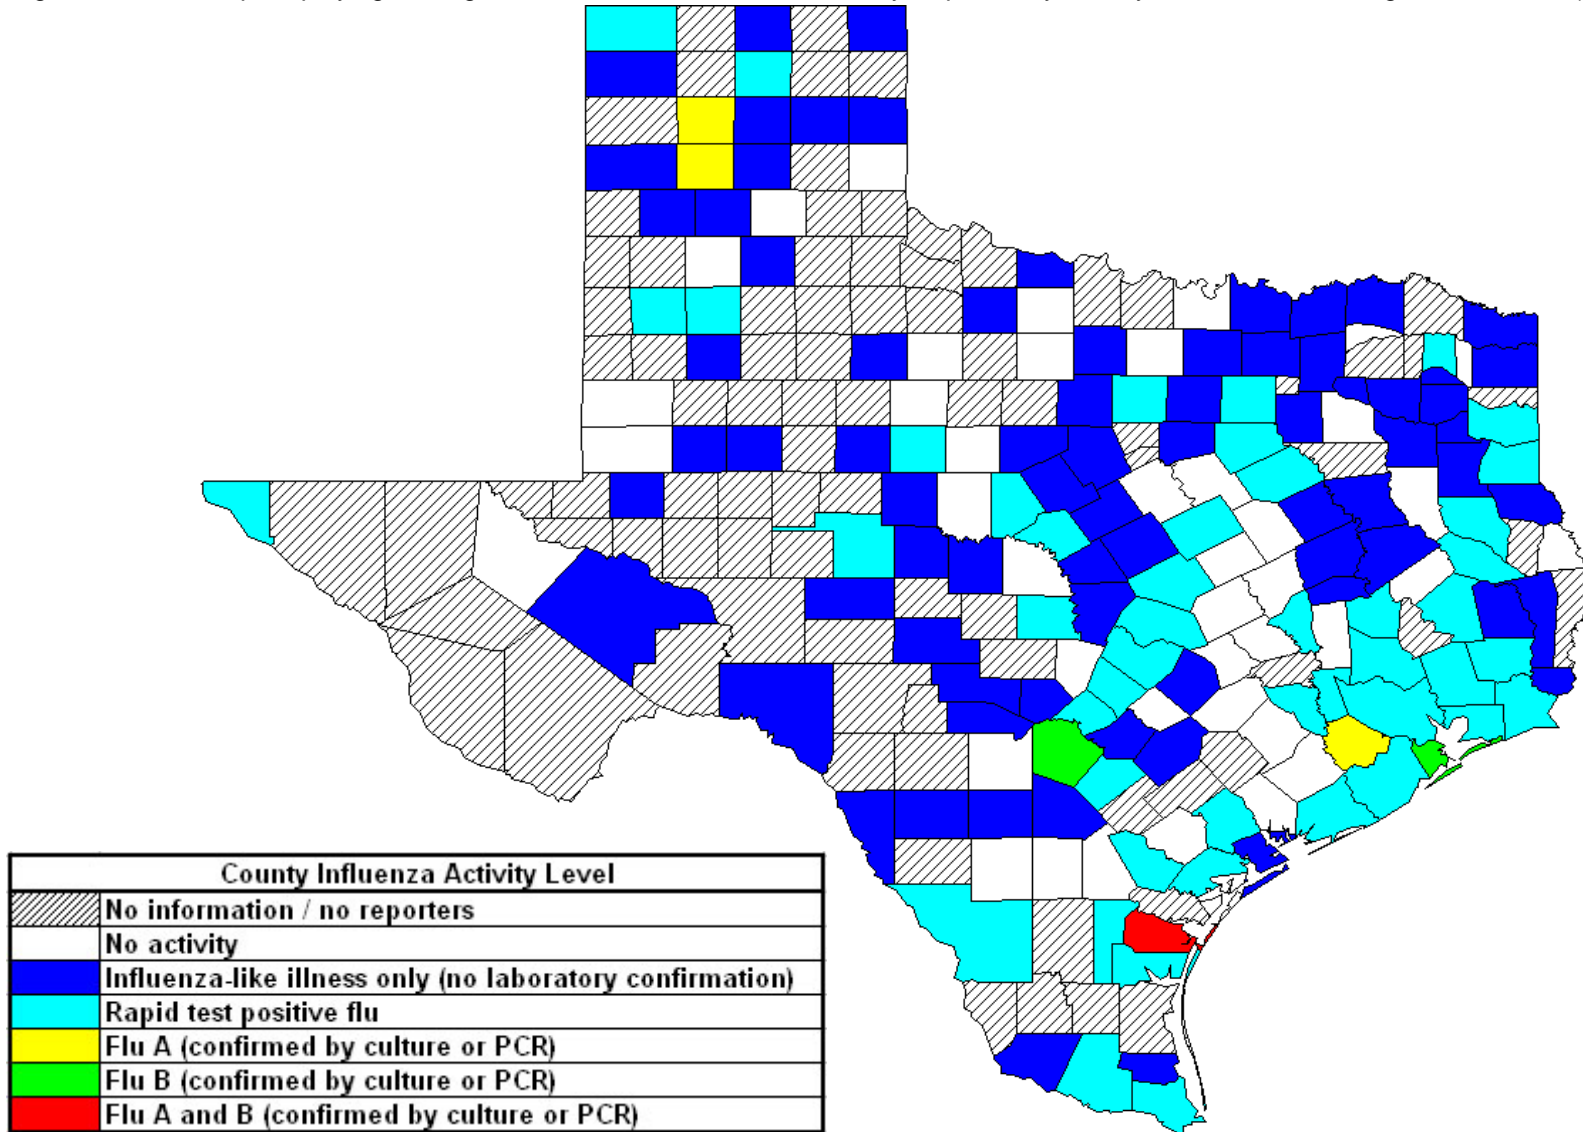 County Influenza Activity Level
No information / no reporters
No activity
Influenza-like illness only (no laboratory confirmation)
Rapid test positive flu
Flu A (confirmed by culture or PCR)
Flu B (confirmed by culture or PCR)
Flu A and B (confirmed by culture or PCR)